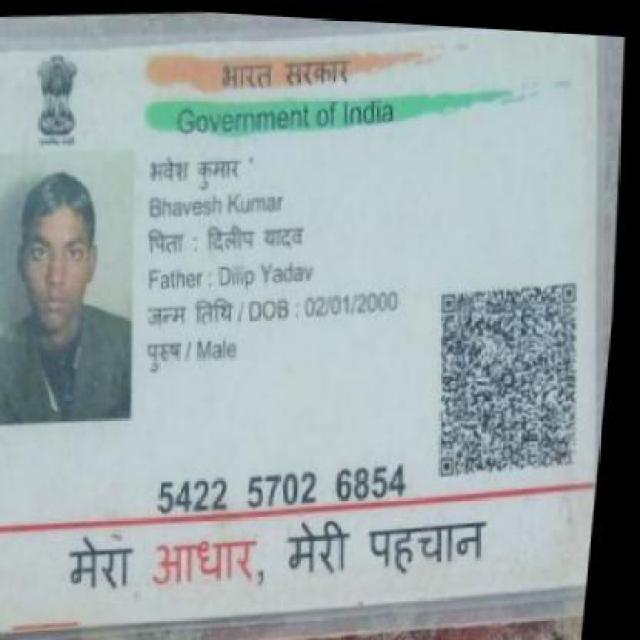 भारत सरकार
Government of India
भवेश कुमार
Bhavesh Kumar
पिता : दिलीप यादव
Father : Dilip Yadav
जन्म तिथि / DOB : 02/01/2000
पुरुष / Male
5422 5702 6854
मेरा आधार, मेरी पहचान